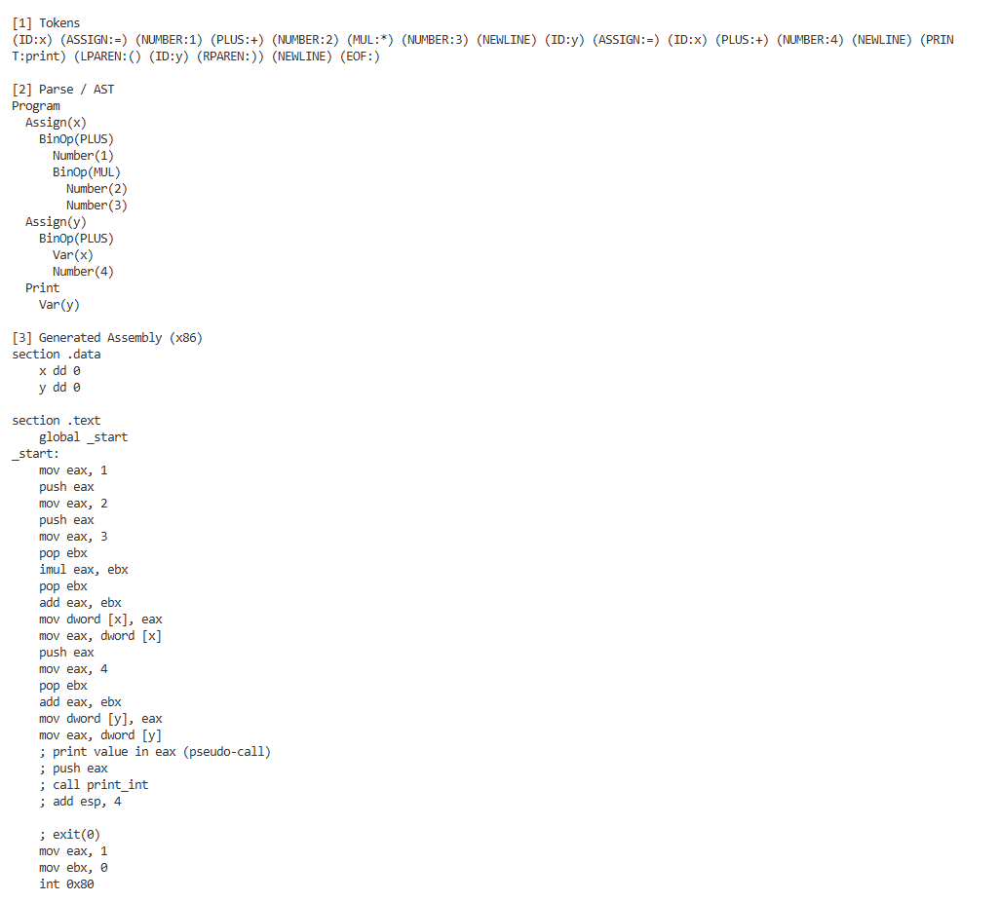 [1] Tokens
(ID:x) (ASSIGN:=) (NUMBER:1) (PLUS:+) (NUMBER:2) (MUL:*) (NUMBER:3) (NEWLINE) (ID:y) (ASSIGN:=) (ID:x) (PLUS:+) (NUMBER:4) (NEWLINE) (PRIN
T:print) (LPAREN:() (ID:y) (RPAREN:)) (NEWLINE) (EOF:)

[2] Parse / AST
Program
  Assign(x)
    BinOp(PLUS)
      Number(1)
      BinOp(MUL)
        Number(2)
        Number(3)
  Assign(y)
    BinOp(PLUS)
      Var(x)
      Number(4)
  Print
    Var(y)

[3] Generated Assembly (x86)
section .data
    x dd 0
    y dd 0

section .text
    global _start
_start:
    mov eax, 1
    push eax
    mov eax, 2
    push eax
    mov eax, 3
    pop ebx
    imul eax, ebx
    pop ebx
    add eax, ebx
    mov dword [x], eax
    mov eax, dword [x]
    push eax
    mov eax, 4
    pop ebx
    add eax, ebx
    mov dword [y], eax
    mov eax, dword [y]
    ; print value in eax (pseudo-call)
    ; push eax
    ; call print_int
    ; add esp, 4

    ; exit(0)
    mov eax, 1
    mov ebx, 0
    int 0x80